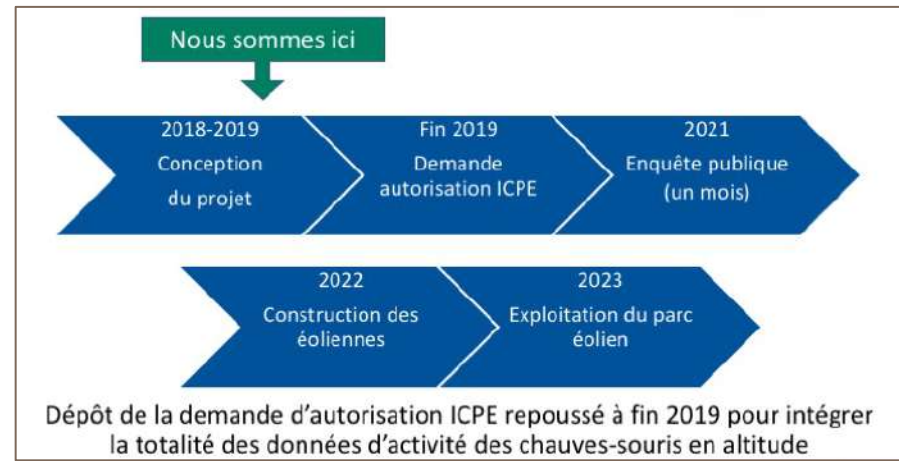 Nous sommes ici
2018-2019
Conception
du projet
Fin 2019
Demande
autorisation ICPE
2021
Enquête publique
(un mois)
2022
Construction des
éoliennes
2023
Exploitation du parc
éolien
Dépôt de la demande d'autorisation ICPE repoussé à fin 2019 pour intégrer
la totalité des données d'activité des chauves-souris en altitude